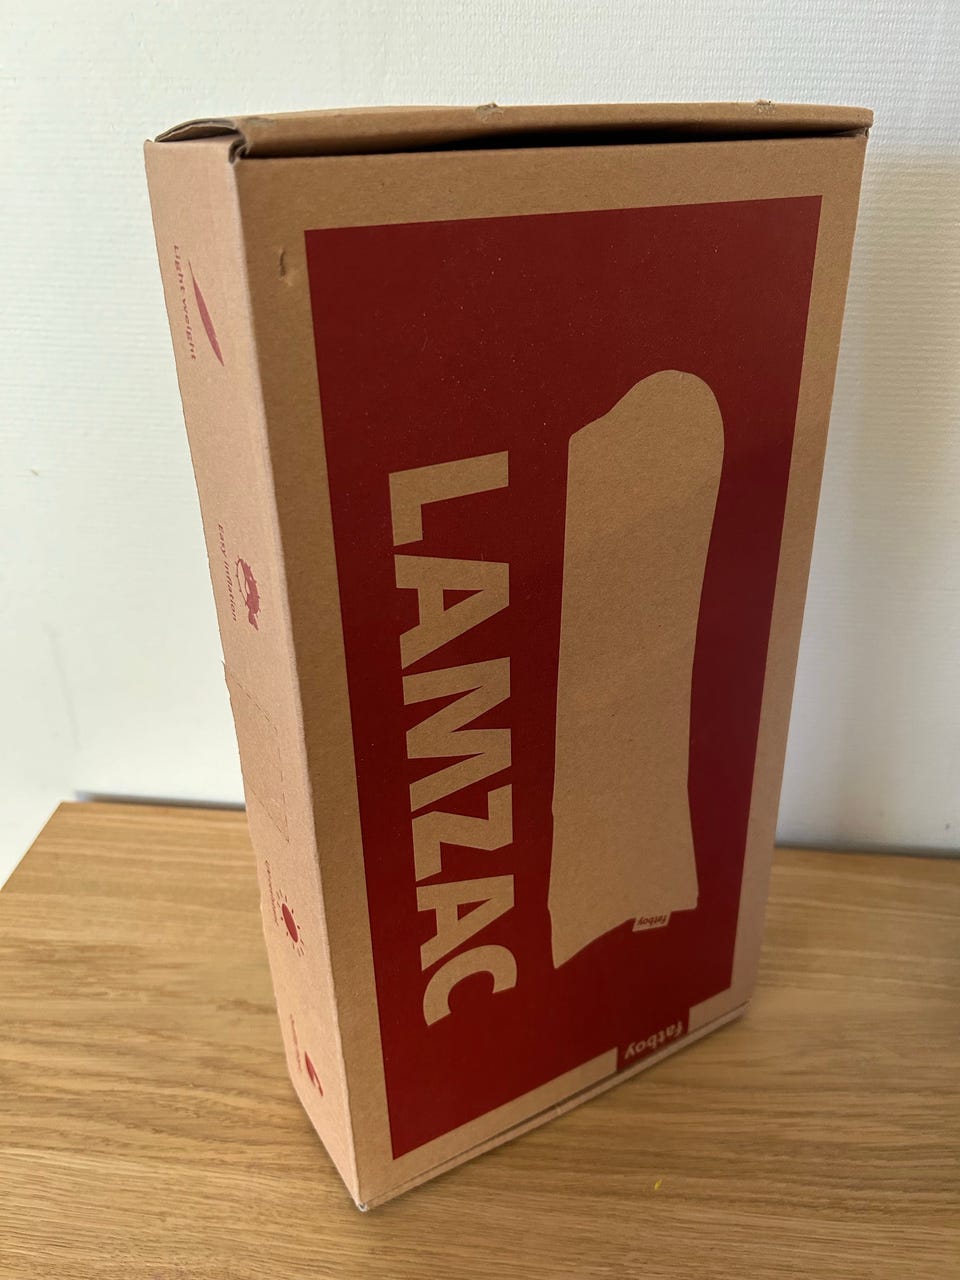 Light weight
Easy inflation
LAMZAC
fatboy
fatboy